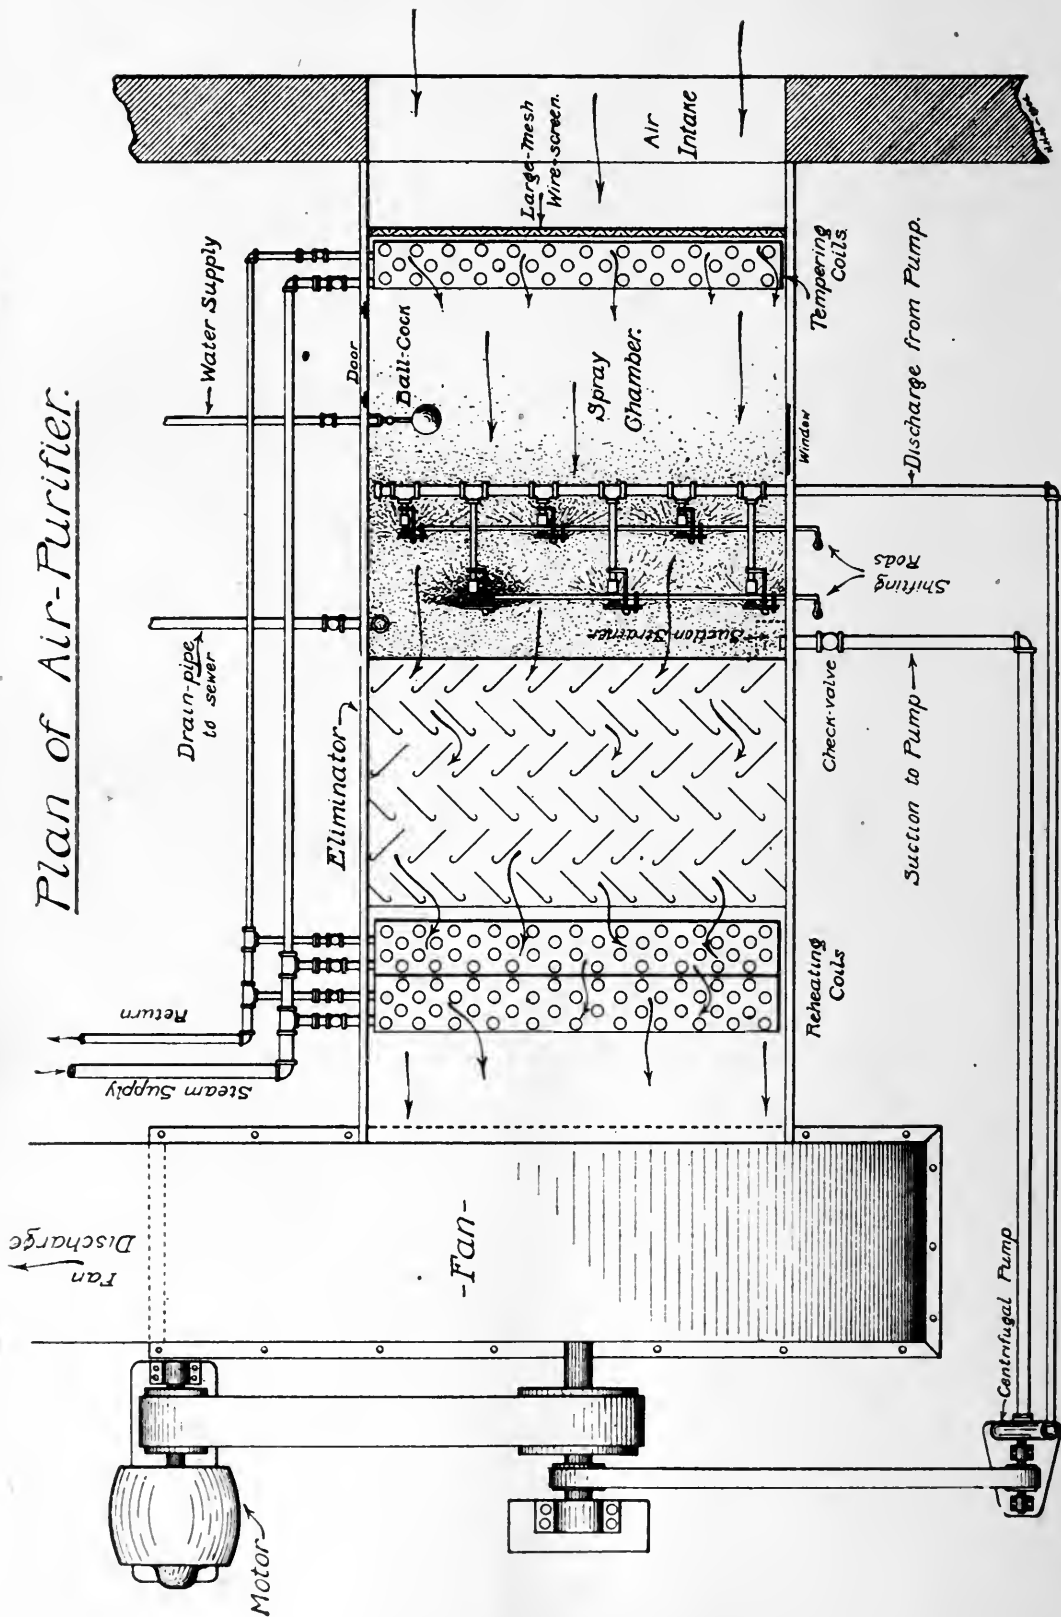 Plan of Air-Purifier.
Water Supply
Drain-pipe
to sewer
Return
Steam Supply
Fan
Discharge
Door
Eliminator
Ball-Cock
Large-mesh
Wire-screen.
Air
Intake
Spray
Chamber.
Suction Strainer
-Fan-
Motor
Tempering
Coils.
Window
Shifting
Rods
Check-valve
Reheating
Coils
Discharge from Pump.
Suction to Pump
Centrifugal Pump